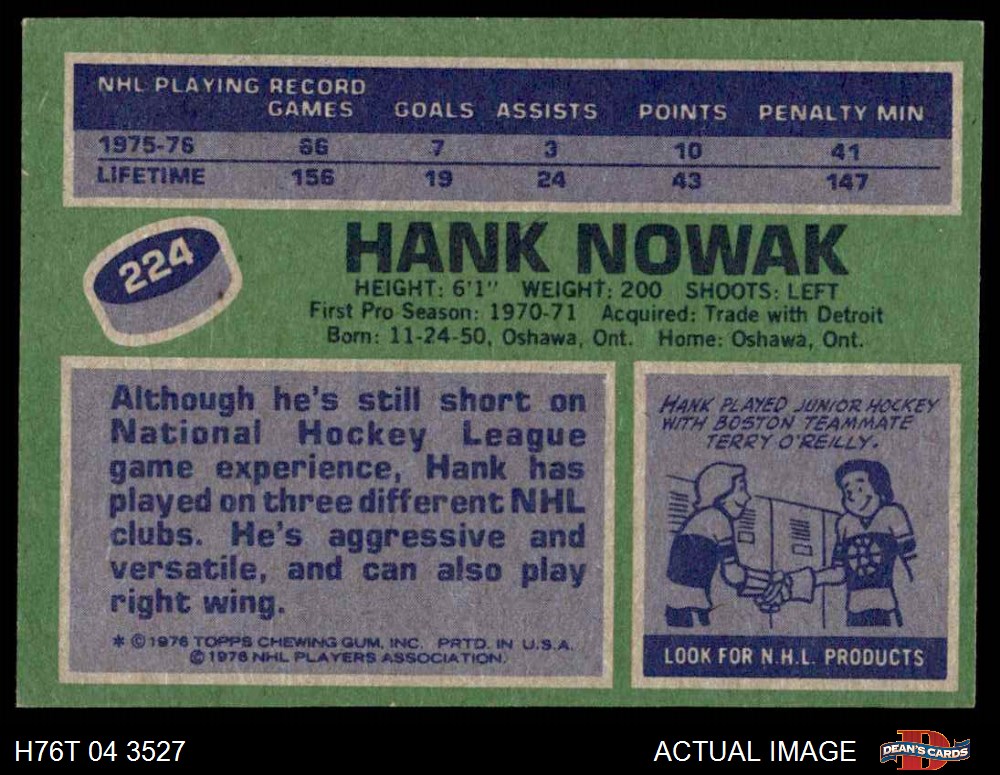 NHL PLAYING RECORD
GAMES GOALS ASSISTS POINTS PENALTY MIN
1975-76 66 7 3 10 41
LIFETIME 156 19 24 43 147
224
HANK NOWAK
HEIGHT: 6'1" WEIGHT: 200 SHOOTS: LEFT
First Pro Season: 1970-71 Acquired: Trade with Detroit
Born: 11-24-50, Oshawa, Ont. Home: Oshawa, Ont.
Although he's still short on
National Hockey League
game experience, Hank has
played on three different NHL
clubs. He's aggressive and
versatile, and can also play
right wing.
* © 1976 TOPPS CHEWING GUM, INC. PRTD. IN U.S.A.
© 1976 NHL PLAYERS ASSOCIATION.
HANK PLAYED JUNIOR HOCKEY
WITH BOSTON TEAMMATE
TERRY O'REILLY.
LOOK FOR N.H.L. PRODUCTS
H76T 04 3527
ACTUAL IMAGE
D
DEAN'S CARDS